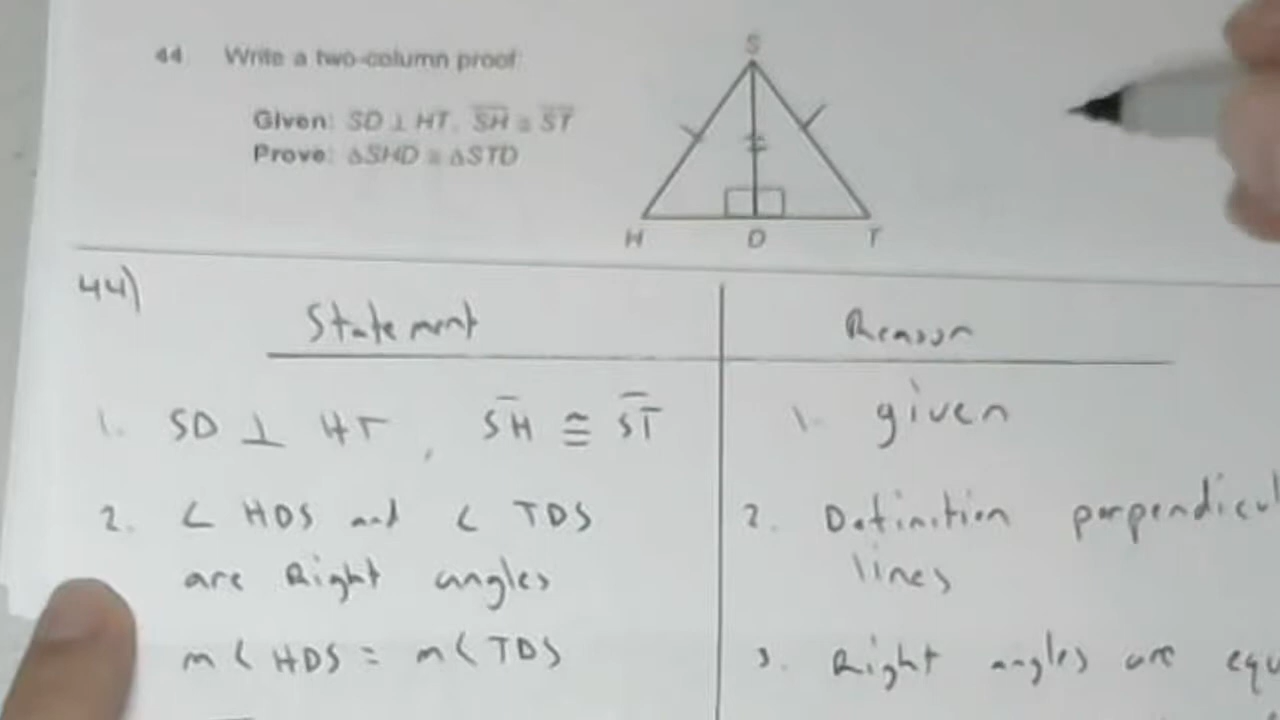 44 Write a two-column proof:
Given: SD ⊥ HT, SH ≅ ST
Prove: △SHD ≅ △STD
S
H D T
44)
Statement Reason
1. SD ⊥ HT, SH ≅ ST 1. given
2. ∠ HDS and ∠ TDS 2. Definition perpendicul
are Right angles lines
m∠HDS = m∠TDS 3. Right angles are equ